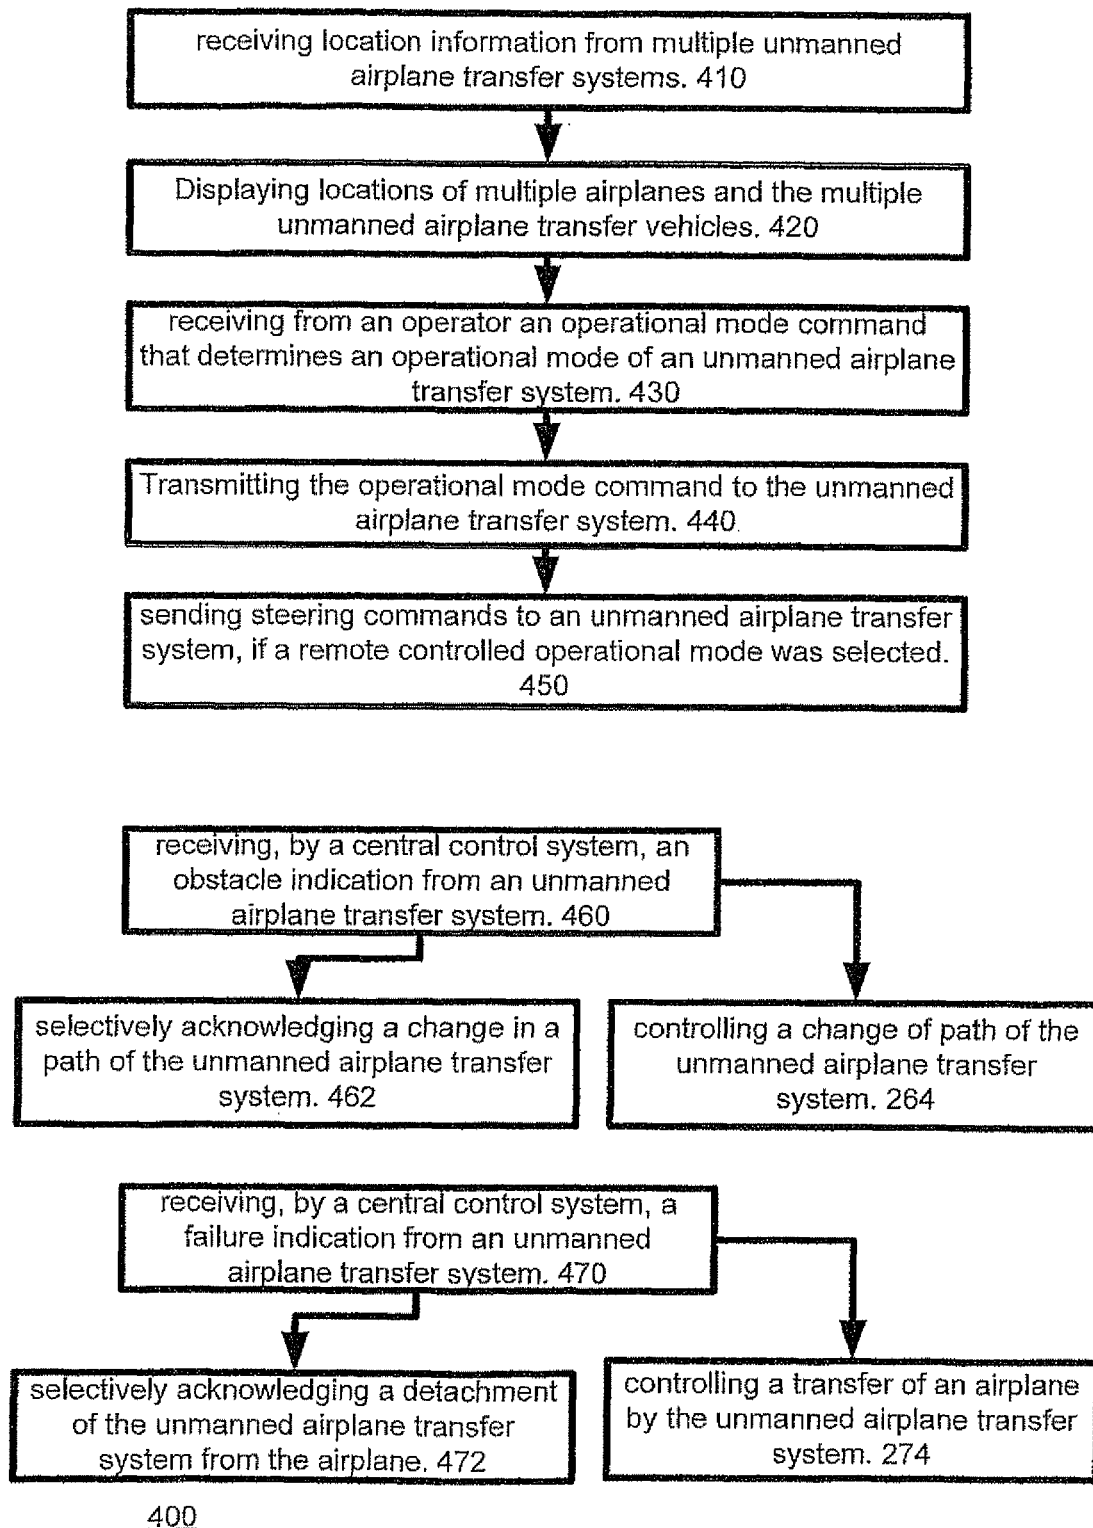 receiving location information from multiple unmanned
airplane transfer systems. 410
Displaying locations of multiple airplanes and the multiple
unmanned airplane transfer vehicles. 420
receiving from an operator an operational mode command
that determines an operational mode of an unmanned airplane
transfer system. 430
Transmitting the operational mode command to the unmanned
airplane transfer system. 440
sending steering commands to an unmanned airplane transfer
system, if a remote controlled operational mode was selected.
450
receiving, by a central control system, an
obstacle indication from an unmanned
airplane transfer system. 460
selectively acknowledging a change in a
path of the unmanned airplane transfer
system. 462
controlling a change of path of the
unmanned airplane transfer
system. 264
receiving, by a central control system, a
failure indication from an unmanned
airplane transfer system. 470
selectively acknowledging a detachment
of the unmanned airplane transfer
system from the airplane. 472
controlling a transfer of an airplane
by the unmanned airplane transfer
system. 274
400